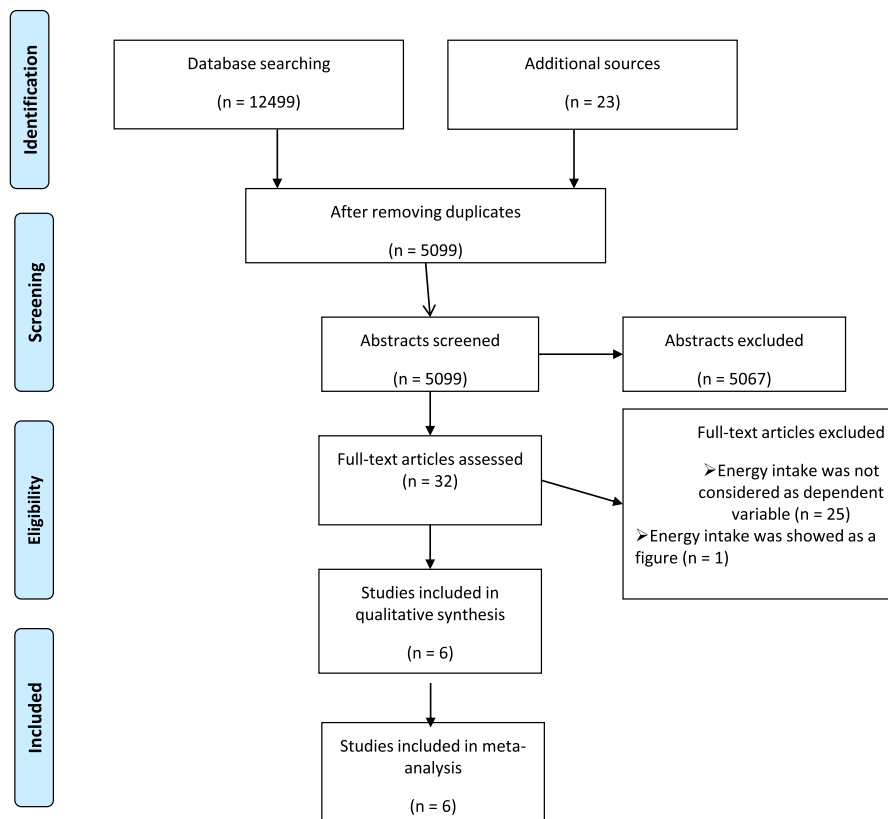 Identification
Database searching
(n = 12499)
Additional sources
(n = 23)
After removing duplicates
(n = 5099)
Screening
Abstracts screened
(n = 5099)
Abstracts excluded
(n = 5067)
Eligibility
Full-text articles assessed
(n = 32)
Full-text articles excluded
➢Energy intake was not
considered as dependent
variable (n = 25)
➢Energy intake was showed as a
figure (n = 1)
Studies included in
qualitative synthesis
(n = 6)
Included
Studies included in meta-
analysis
(n = 6)